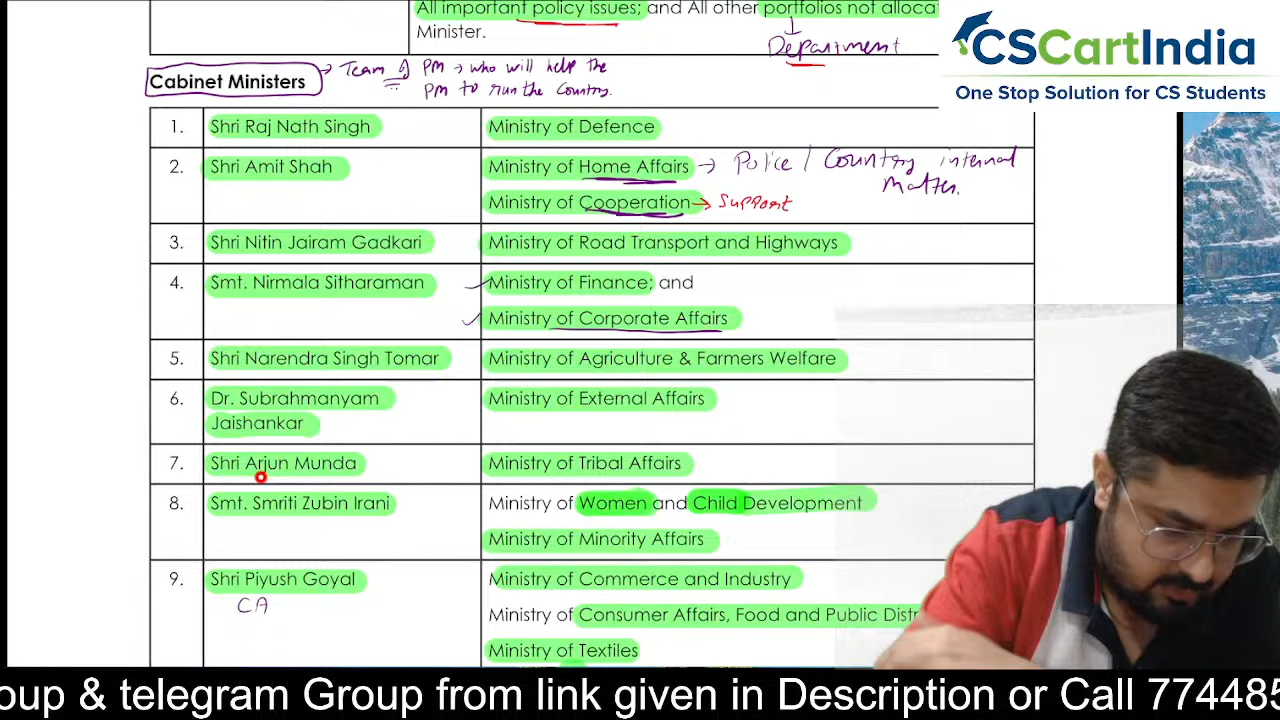 All important policy issues; and All other portfolios not alloca
Minister.
Department
CSCartIndia
One Stop Solution for CS Students
Cabinet Ministers
Team of PM → who will help the
PM to run the Country.
1. Shri Raj Nath Singh Ministry of Defence
2. Shri Amit Shah Ministry of Home Affairs → Police / Country internal
matter.
Ministry of Cooperation → Support
3. Shri Nitin Jairam Gadkari Ministry of Road Transport and Highways
4. Smt. Nirmala Sitharaman Ministry of Finance; and
Ministry of Corporate Affairs
5. Shri Narendra Singh Tomar Ministry of Agriculture & Farmers Welfare
6. Dr. Subrahmanyam Ministry of External Affairs
Jaishankar
7. Shri Arjun Munda Ministry of Tribal Affairs
8. Smt. Smriti Zubin Irani Ministry of Women and Child Development
Ministry of Minority Affairs
9. Shri Piyush Goyal Ministry of Commerce and Industry
CA
Ministry of Consumer Affairs, Food and Public Distr
Ministry of Textiles
oup & telegram Group from link given in Description or Call 774485